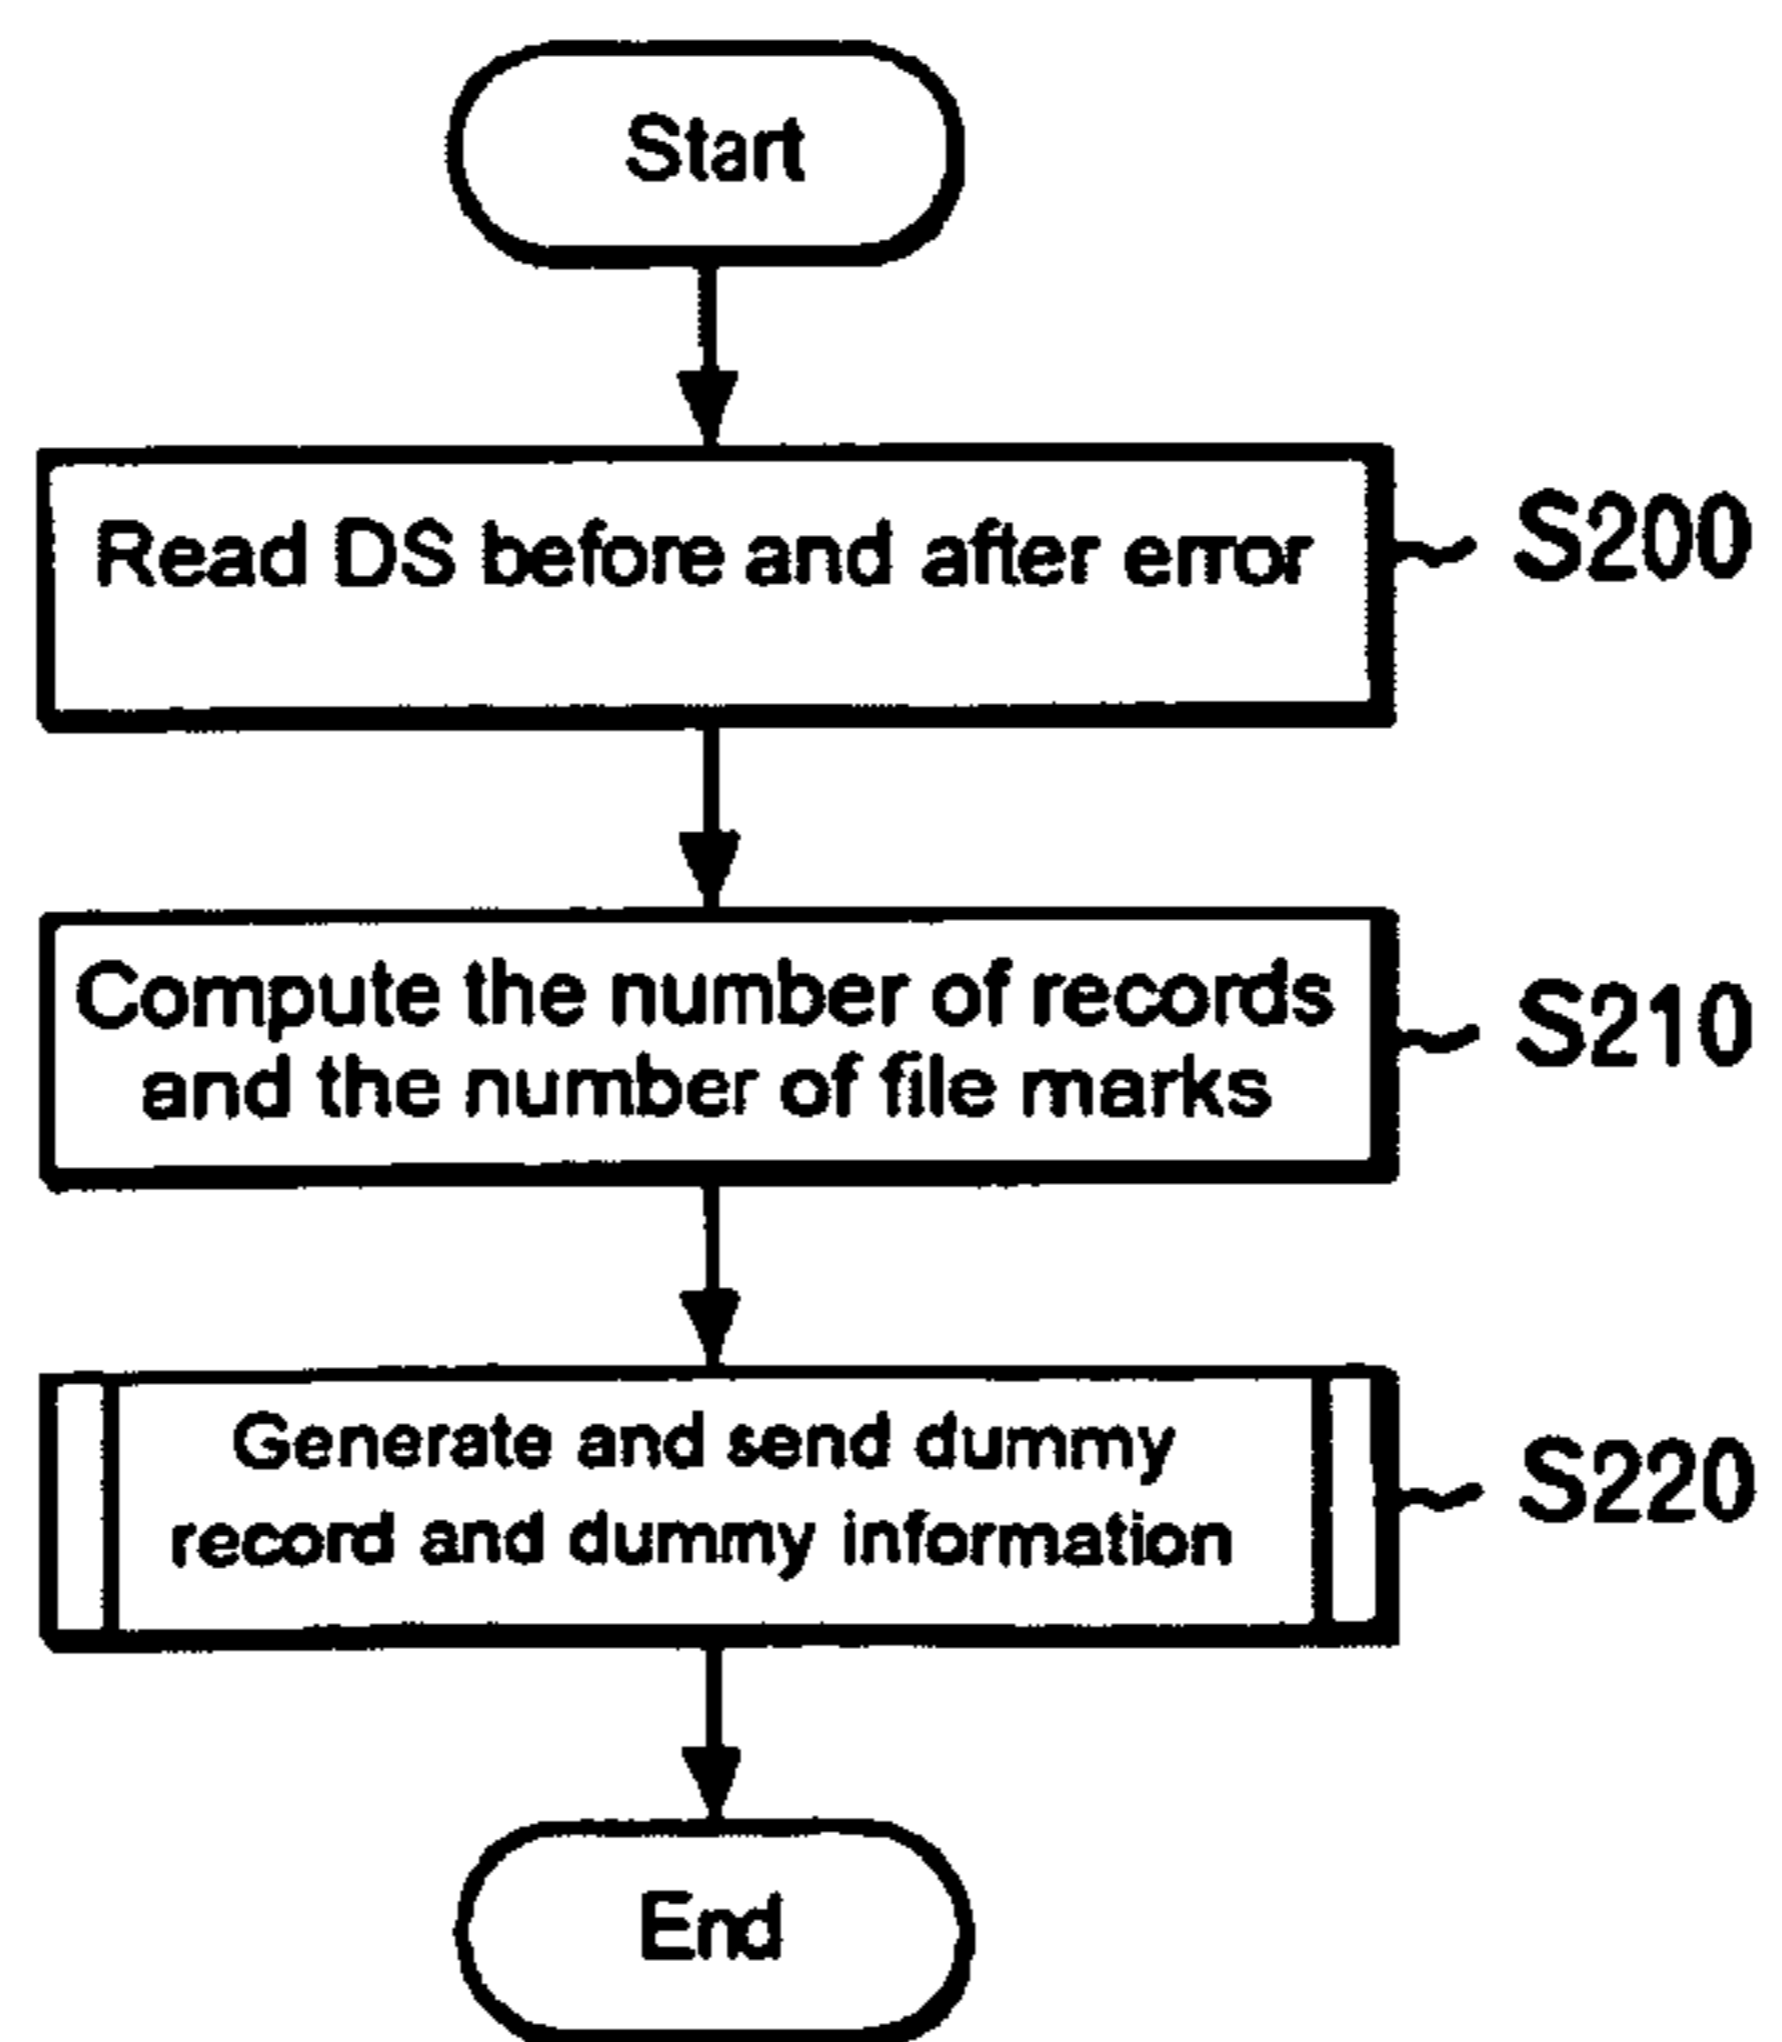 Start
Read DS before and after error
S200
Compute the number of records
and the number of file marks
S210
Generate and send dummy
record and dummy information
S220
End